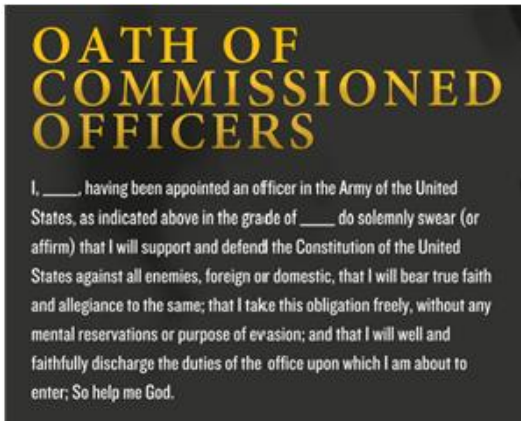 OATH OF
COMMISSIONED
OFFICERS
I, ____, having been appointed an officer in the Army of the United
States, as indicated above in the grade of ____ do solemnly swear (or
affirm) that I will support and defend the Constitution of the United
States against all enemies, foreign or domestic, that I will bear true faith
and allegiance to the same; that I take this obligation freely, without any
mental reservations or purpose of evasion; and that I will well and
faithfully discharge the duties of the office upon which I am about to
enter; So help me God.